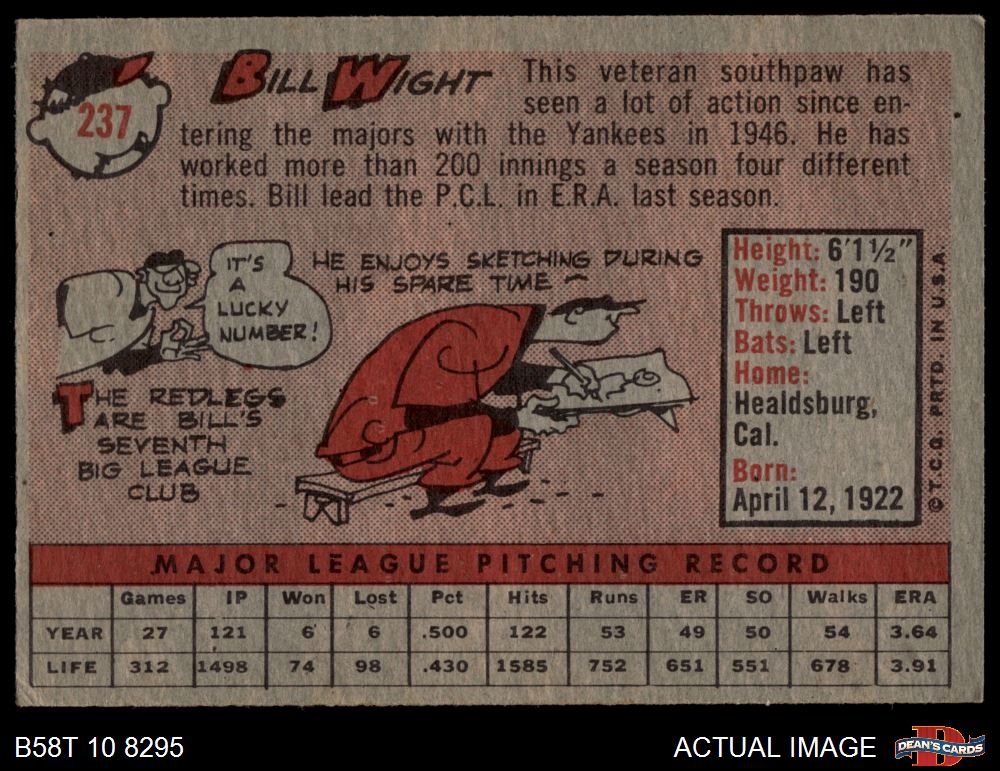 237
BILL WIGHT
This veteran southpaw has
seen a lot of action since en-
tering the majors with the Yankees in 1946. He has
worked more than 200 innings a season four different
times. Bill lead the P.C.L. in E.R.A. last season.
IT'S
A
LUCKY
NUMBER!
THE REDLEGS
ARE BILL'S
SEVENTH
BIG LEAGUE
CLUB
HE ENJOYS SKETCHING DURING
HIS SPARE TIME
Height: 6'1½"
Weight: 190
Throws: Left
Bats: Left
Home:
Healdsburg,
Cal.
Born:
April 12, 1922
©T.C.G. PRTD. IN U.S.A.
MAJOR LEAGUE PITCHING RECORD
Games IP Won Lost Pct Hits Runs ER SO Walks ERA
YEAR 27 121 6 6 .500 122 53 49 50 54 3.64
LIFE 312 1498 74 98 .430 1585 752 651 551 678 3.91
B58T 10 8295
ACTUAL IMAGE
D
DEAN'S CARDS